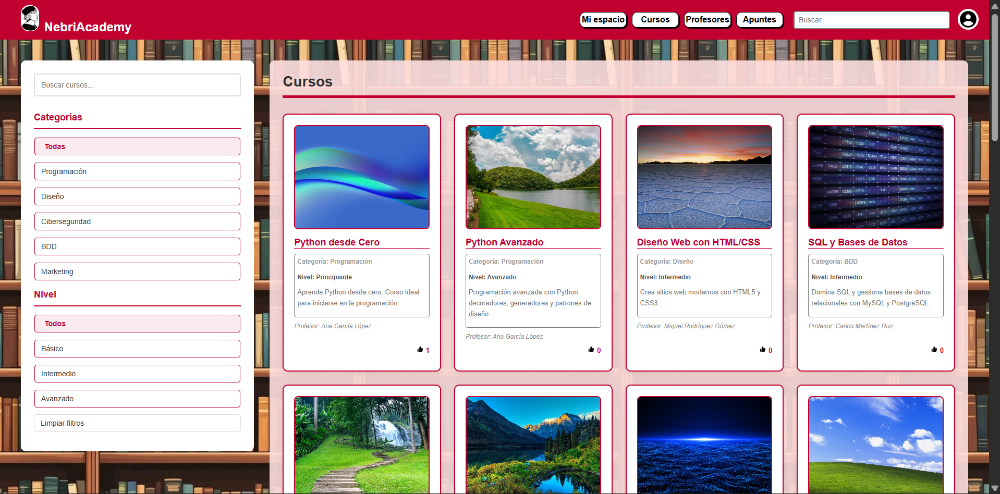 NebriAcademy
Mi espacio
Cursos
Profesores
Apuntes
Buscar...
Buscar cursos...
Categorías
Todas
Programación
Diseño
Ciberseguridad
BDD
Marketing
Nivel
Todos
Básico
Intermedio
Avanzado
Limpiar filtros
Cursos
Python desde Cero
Categoría: Programación
Nivel: Principiante
Aprende Python desde cero. Curso ideal
para iniciarse en la programación.
Profesor: Ana García López
1
Python Avanzado
Categoría: Programación
Nivel: Avanzado
Programación avanzada con Python:
decoradores, generadores y patrones de
diseño.
Profesor: Ana García López
0
Diseño Web con HTML/CSS
Categoría: Diseño
Nivel: Intermedio
Crea sitios web modernos con HTML5 y
CSS3.
Profesor: Miguel Rodríguez Gómez
0
SQL y Bases de Datos
Categoría: BDD
Nivel: Intermedio
Domina SQL y gestiona bases de datos
relacionales con MySQL y PostgreSQL.
Profesor: Carlos Martínez Ruiz
0